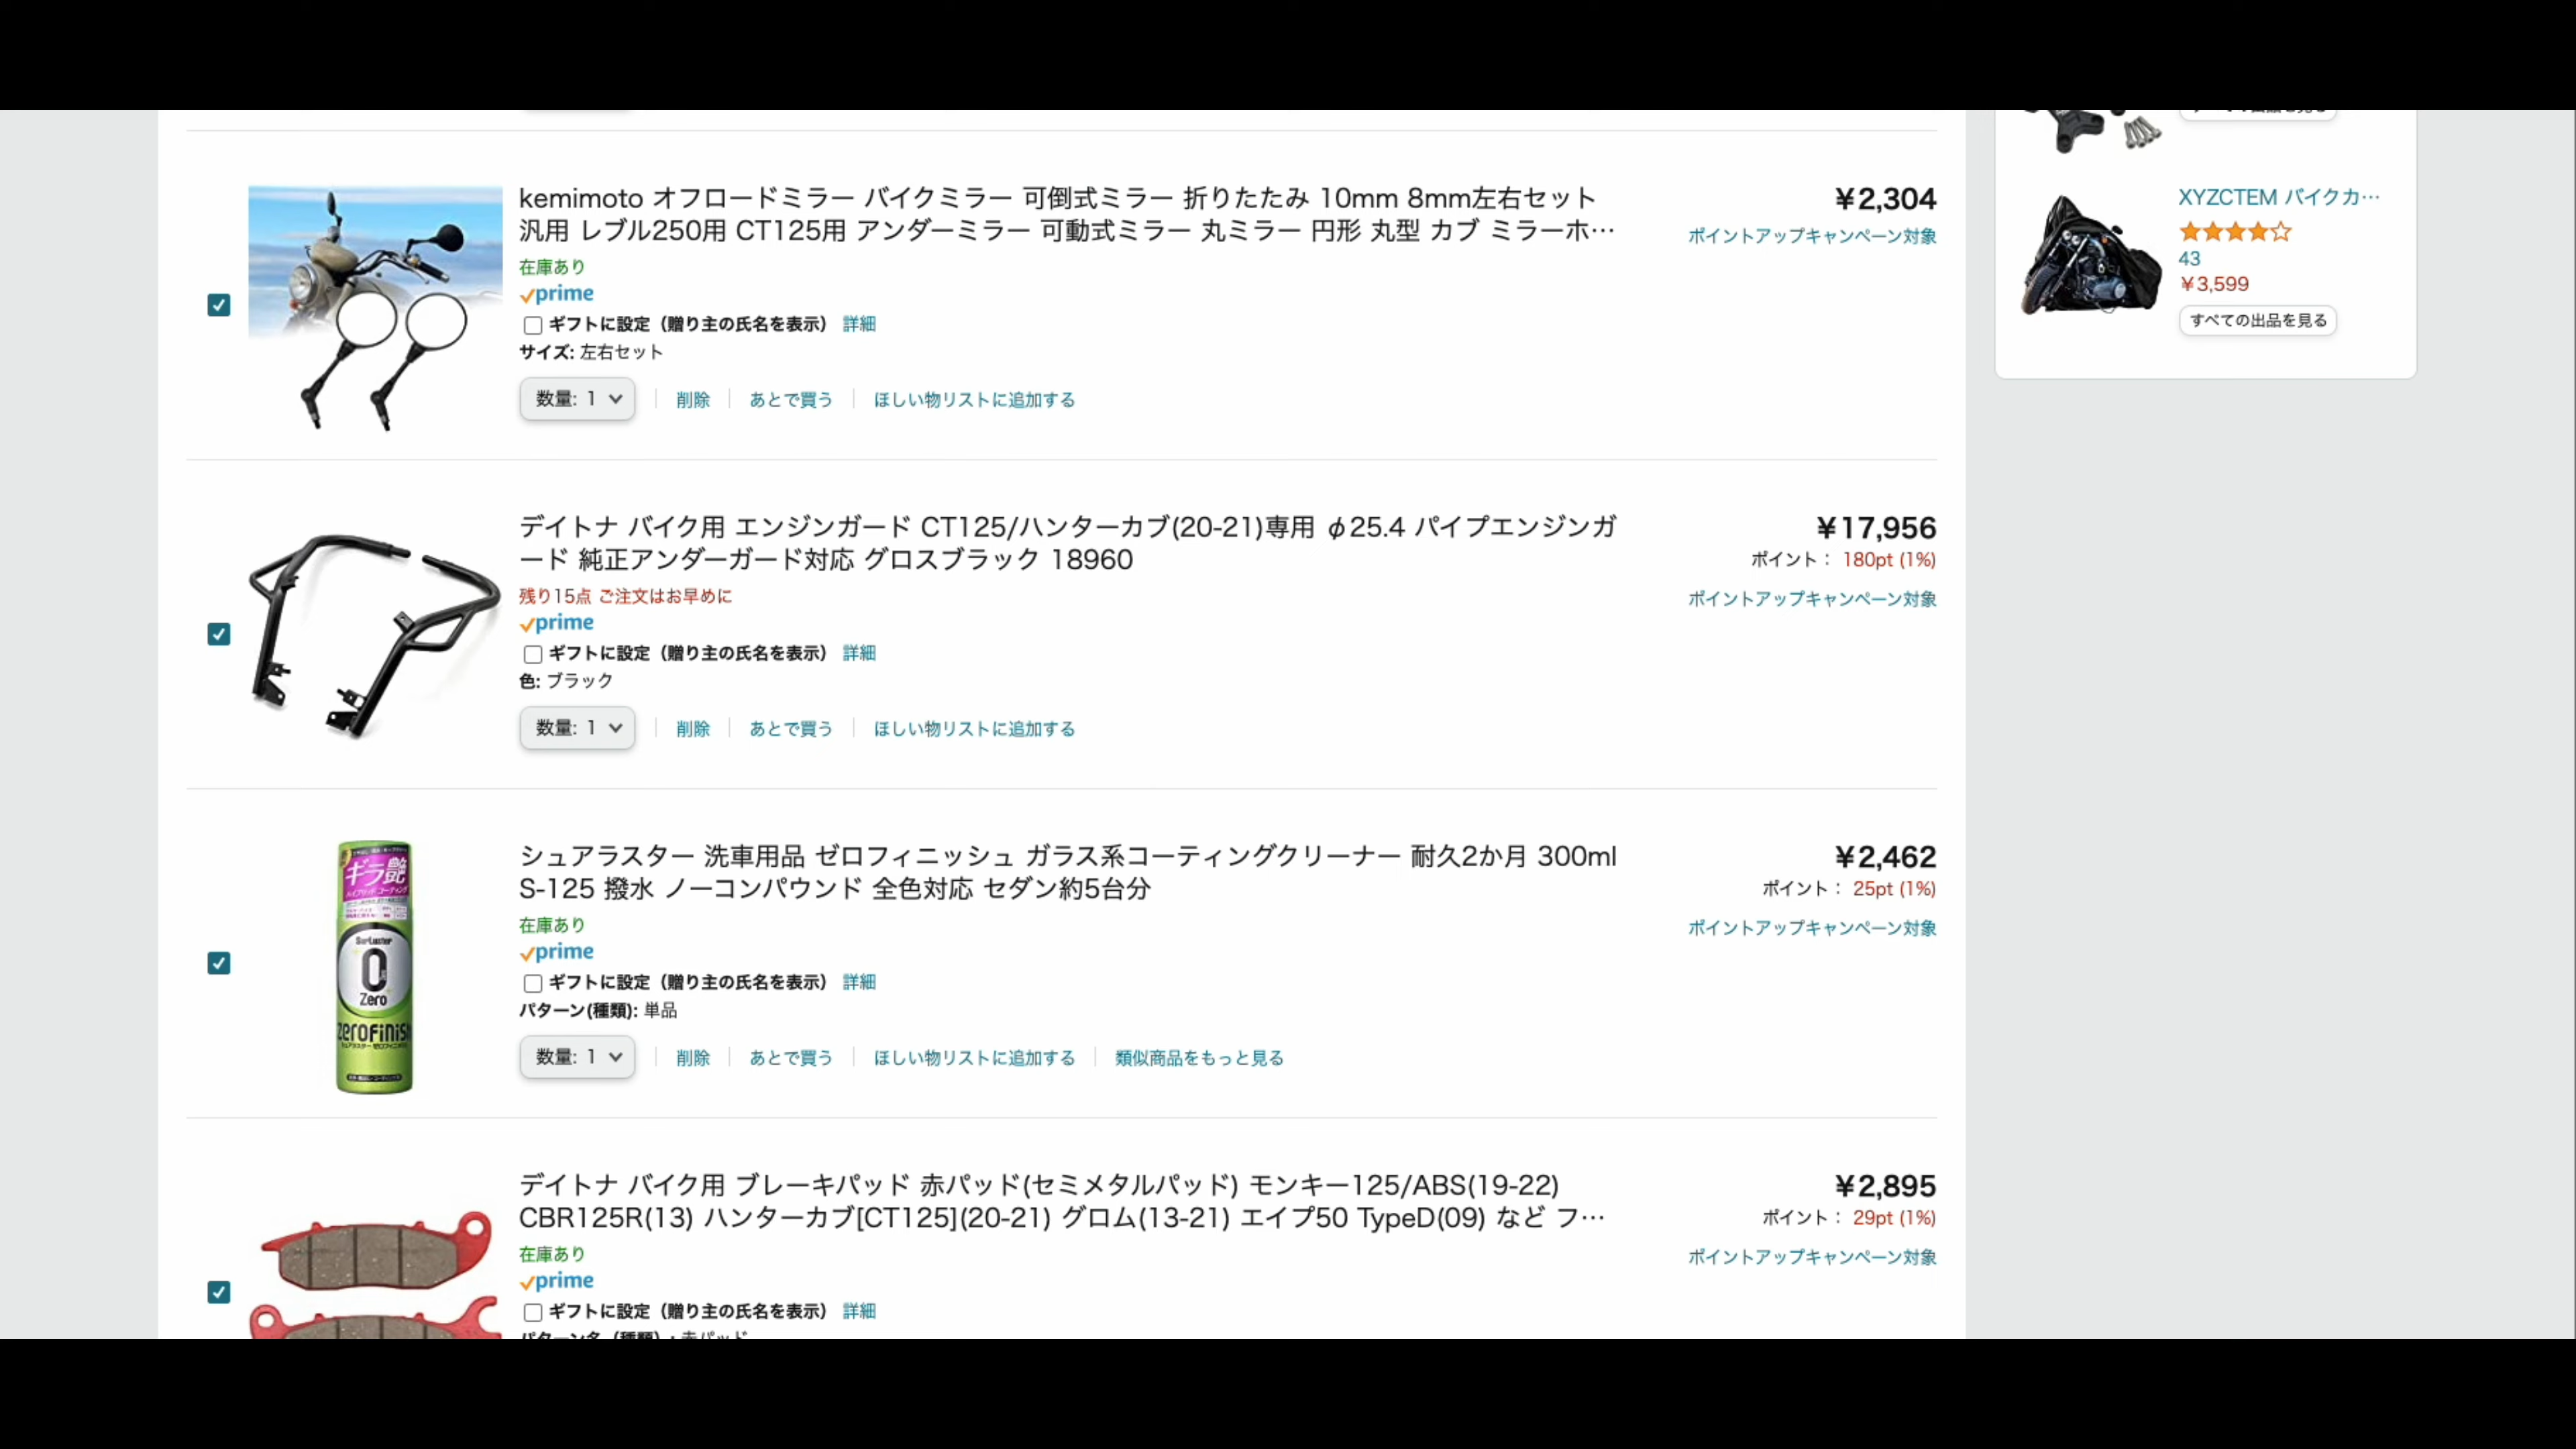 kemimoto オフロードミラー バイクミラー 可倒式ミラー 折りたたみ 10mm 8mm左右セット
汎用 レブル250用 CT125用 アンダーミラー 可動式ミラー 丸ミラー 円形 丸型 カブ ミラーホ…
在庫あり
prime
ギフトに設定（贈り主の氏名を表示） 詳細
サイズ: 左右セット
数量: 1 削除 あとで買う ほしい物リストに追加する
¥2,304
ポイントアップキャンペーン対象
デイトナ バイク用 エンジンガード CT125/ハンターカブ(20-21)専用 φ25.4 パイプエンジンガ
ード 純正アンダーガード対応 グロスブラック 18960
残り15点 ご注文はお早めに
prime
ギフトに設定（贈り主の氏名を表示） 詳細
色: ブラック
数量: 1 削除 あとで買う ほしい物リストに追加する
¥17,956
ポイント： 180pt (1%)
ポイントアップキャンペーン対象
ギラ艶
SurLuster
0
Zero
zeroFinish
シュアラスター 洗車用品 ゼロフィニッシュ ガラス系コーティングクリーナー 耐久2か月 300ml
S-125 撥水 ノーコンパウンド 全色対応 セダン約5台分
在庫あり
prime
ギフトに設定（贈り主の氏名を表示） 詳細
パターン(種類): 単品
数量: 1 削除 あとで買う ほしい物リストに追加する 類似商品をもっと見る
¥2,462
ポイント： 25pt (1%)
ポイントアップキャンペーン対象
デイトナ バイク用 ブレーキパッド 赤パッド(セミメタルパッド) モンキー125/ABS(19-22)
CBR125R(13) ハンターカブ[CT125](20-21) グロム(13-21) エイプ50 TypeD(09) など フ…
在庫あり
prime
ギフトに設定（贈り主の氏名を表示） 詳細
パターン名（種類）: 赤パッド
¥2,895
ポイント： 29pt (1%)
ポイントアップキャンペーン対象
XYZCTEM バイクカ…
43
¥3,599
すべての出品を見る